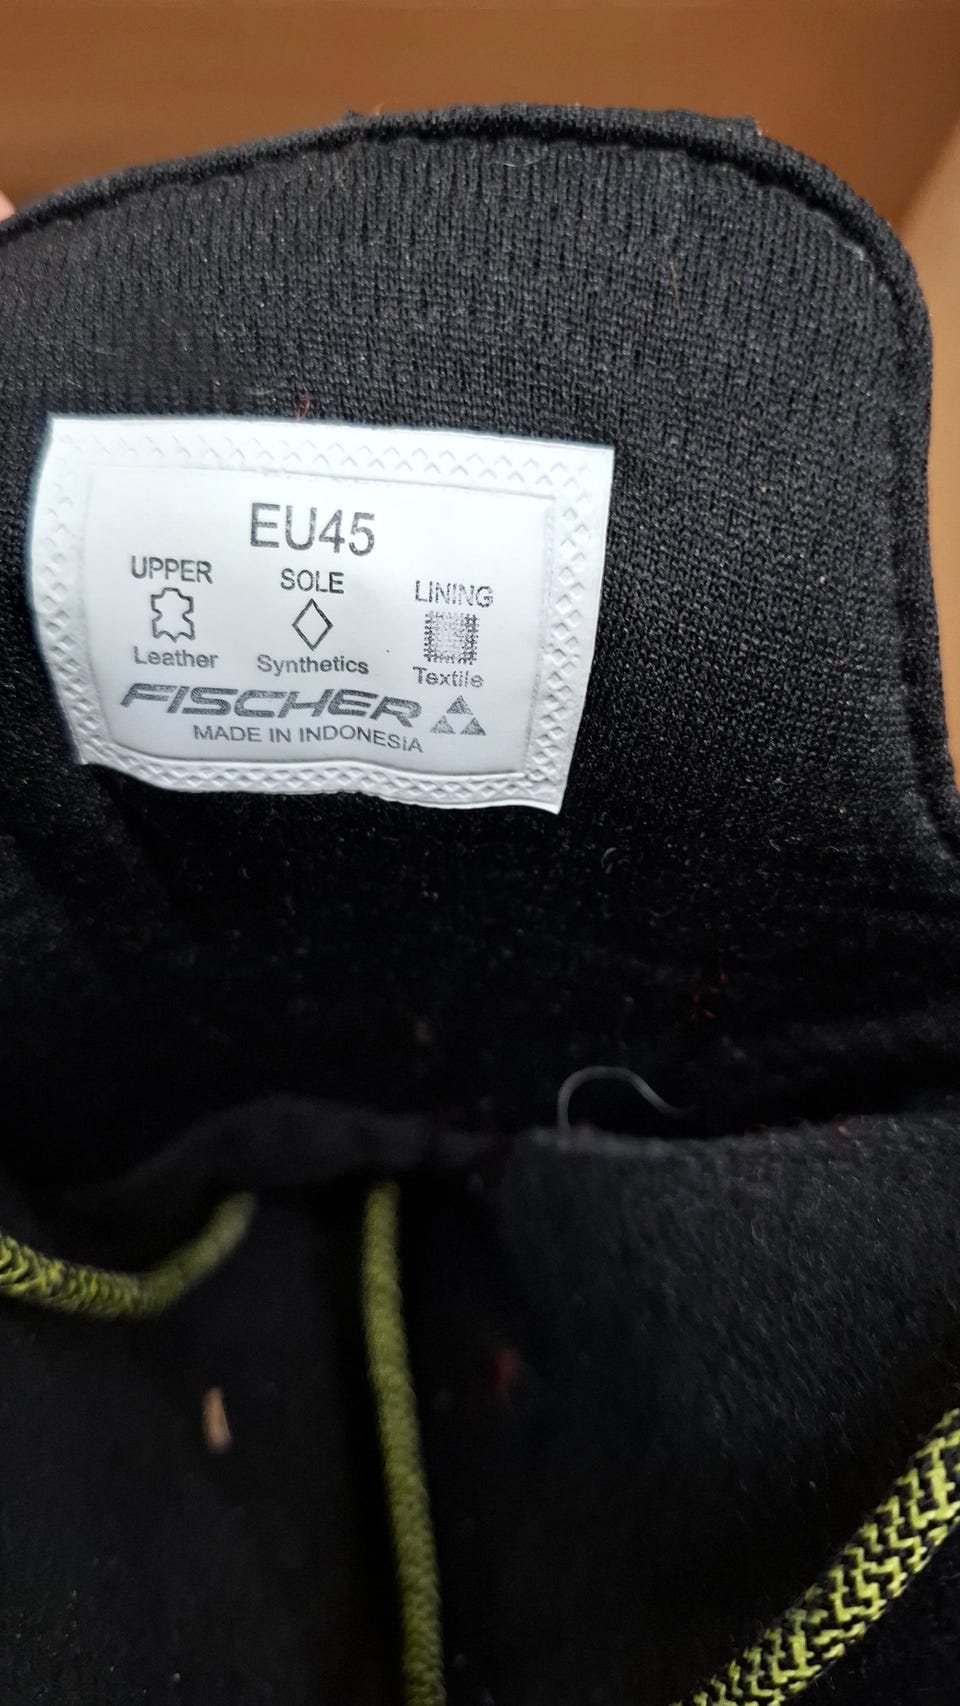 EU45
UPPER SOLE LINING
Leather Synthetics Textile
FISCHER
MADE IN INDONESIA